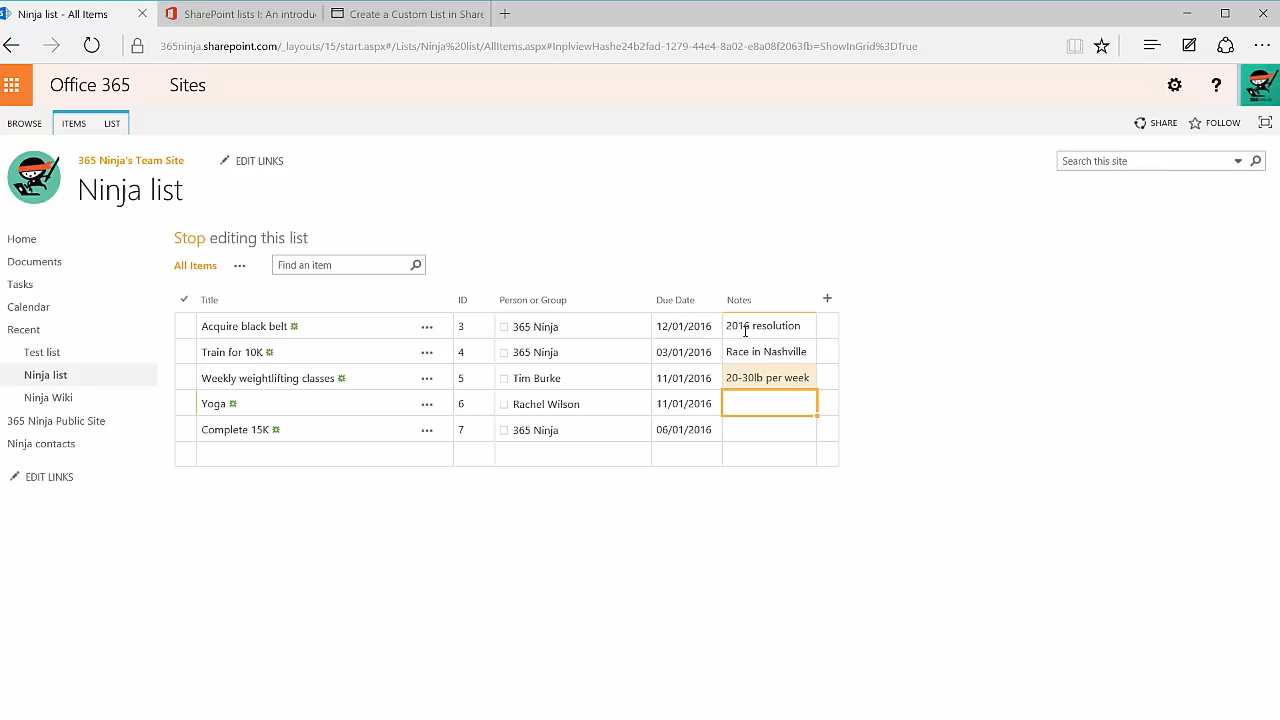 Ninja list - All Items
SharePoint lists I: An introdu
Create a Custom List in Share
365ninja.sharepoint.com/_layouts/15/start.aspx#/Lists/Ninja%20list/AllItems.aspx#InplviewHashe24b2fad-1279-44e4-8a02-e8a08f2063fb=ShowInGrid%3DTrue
Office 365 Sites
BROWSE ITEMS LIST SHARE FOLLOW
365 Ninja's Team Site EDIT LINKS Search this site
Ninja list
Home
Documents
Tasks
Calendar
Recent
Test list
Ninja list
Ninja Wiki
365 Ninja Public Site
Ninja contacts
EDIT LINKS
Stop editing this list
All Items Find an item
Title ID Person or Group Due Date Notes
Acquire black belt 3 365 Ninja 12/01/2016 2016 resolution
Train for 10K 4 365 Ninja 03/01/2016 Race in Nashville
Weekly weightlifting classes 5 Tim Burke 11/01/2016 20-30lb per week
Yoga 6 Rachel Wilson 11/01/2016
Complete 15K 7 365 Ninja 06/01/2016